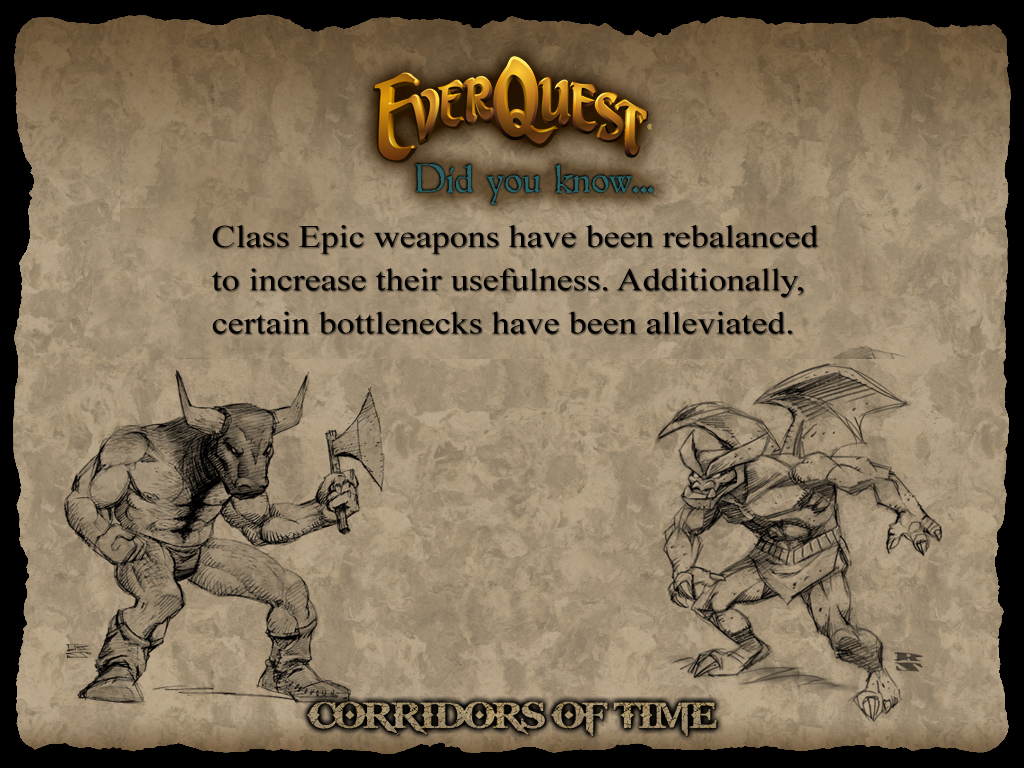 EVERQUEST
Did you know...
Class Epic weapons have been rebalanced
to increase their usefulness. Additionally,
certain bottlenecks have been alleviated.
CORRIDORS OF TIME